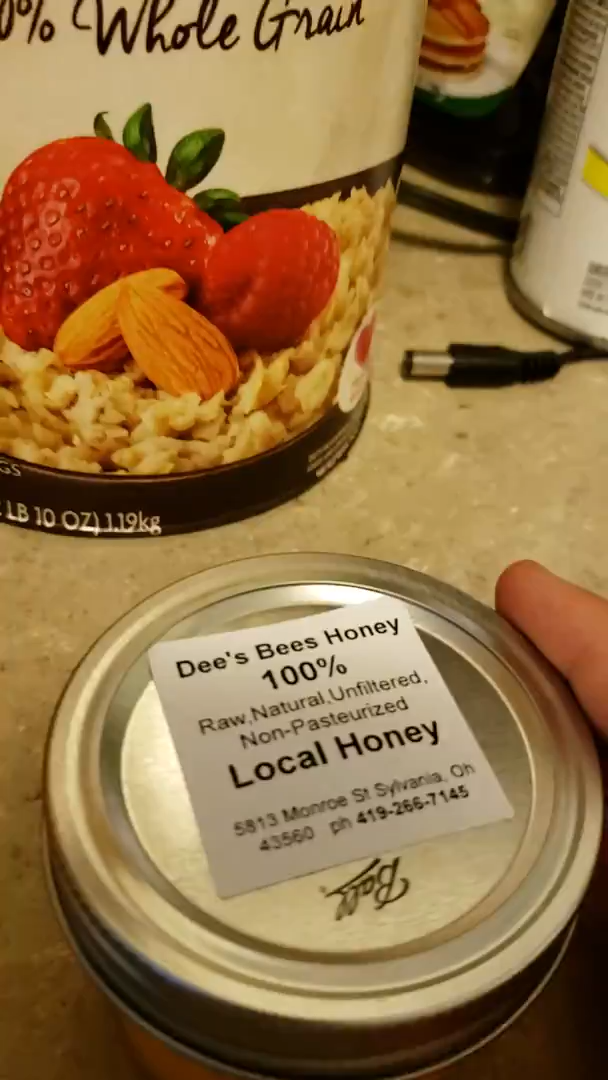 0% Whole Grain
GS
LB 10 OZ) 1.19kg
Dee's Bees Honey
100%
Raw,Natural,Unfiltered,
Non-Pasteurized
Local Honey
5813 Monroe St Sylvania, Oh
43560 ph 419-266-7145
Ball